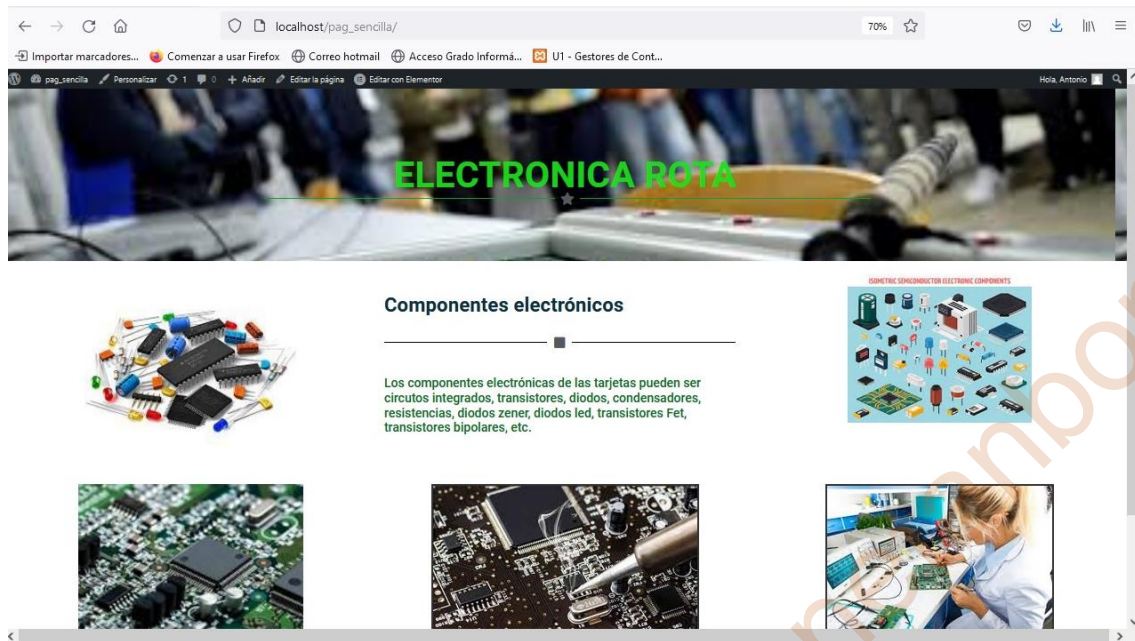 localhost/pag_sencilla/
70%
Importar marcadores... Comenzar a usar Firefox Correo hotmail Acceso Grado Informá... U1 - Gestores de Cont...
pag_sencilla Personalizar 1 0 + Añadir Editar la página Editar con Elementor Hola, Antonio
ELECTRONICA ROTA
Componentes electrónicos
ISOMETRIC SEMICONDUCTOR ELECTRONIC COMPONENTS
Los componentes electrónicas de las tarjetas pueden ser
circutos integrados, transistores, diodos, condensadores,
resistencias, diodos zener, diodos led, transistores Fet,
transistores bipolares, etc.